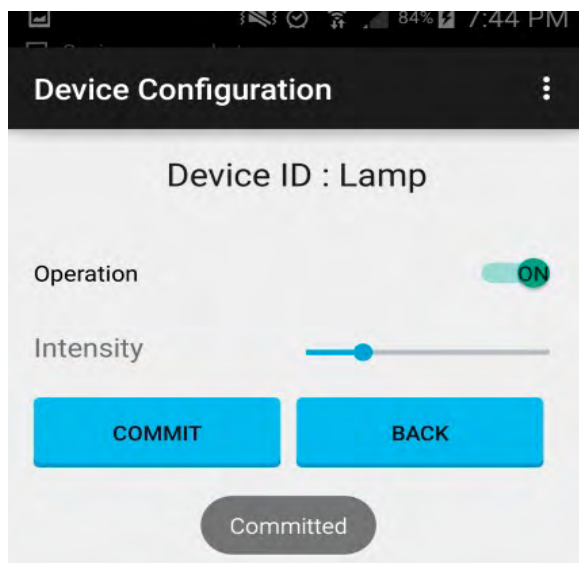 84% 7:44 PM
Device Configuration
Device ID : Lamp
Operation ON
Intensity
COMMIT BACK
Committed